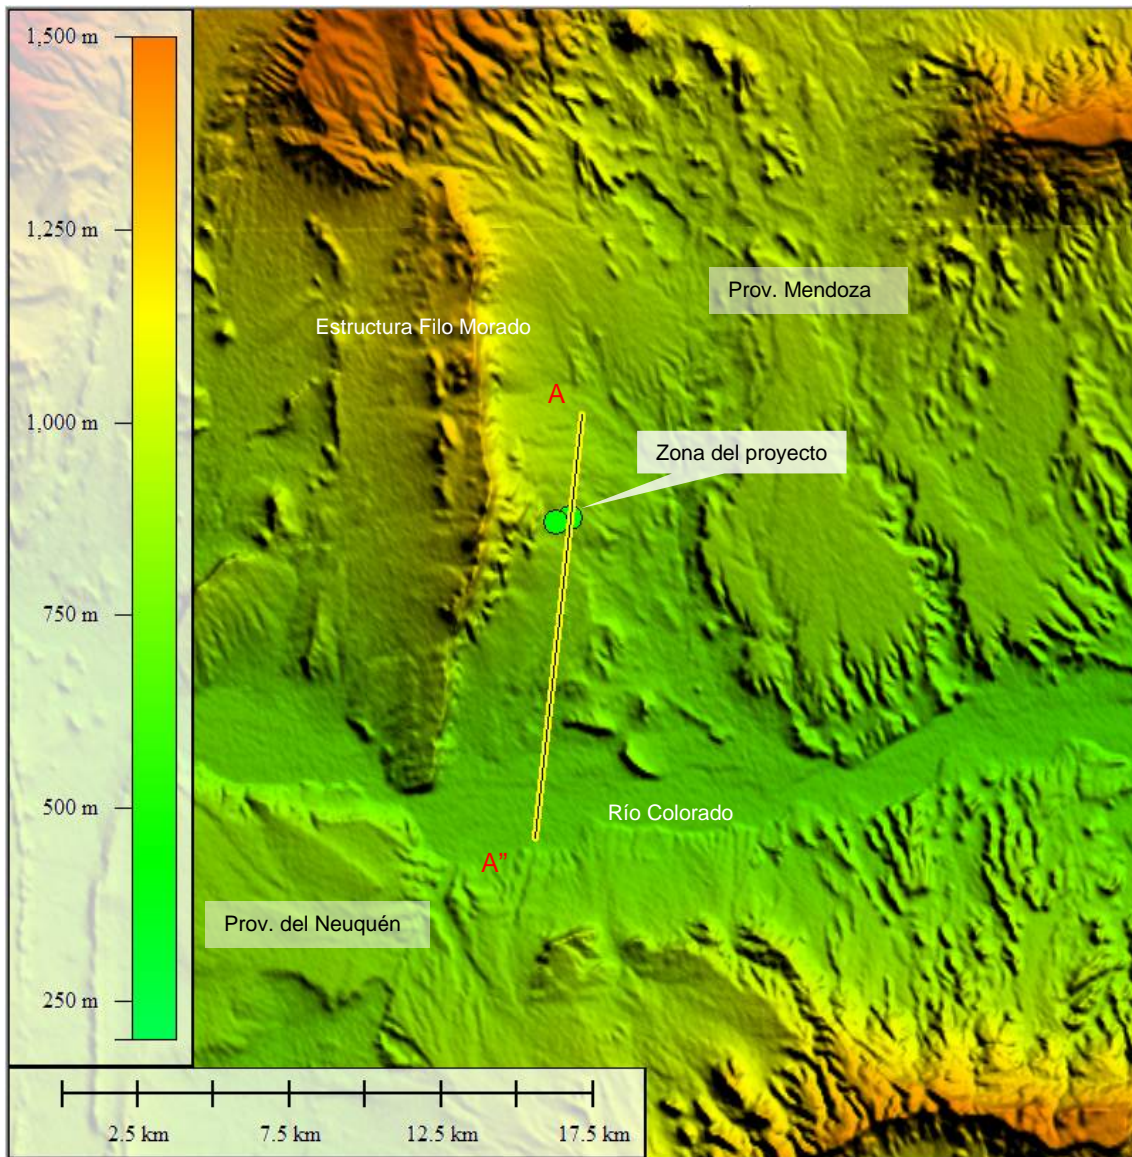 1,500 m
1,250 m
Prov. Mendoza
Estructura Filo Morado
A
1,000 m
Zona del proyecto
750 m
500 m
Río Colorado
A”
Prov. del Neuquén
250 m
2.5 km 7.5 km 12.5 km 17.5 km